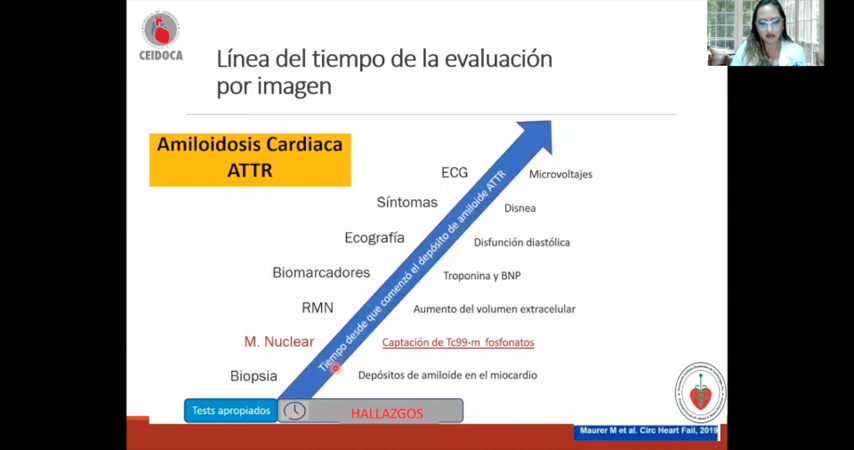 CEIDOCA
Línea del tiempo de la evaluación
por imagen
Amiloidosis Cardiaca
ATTR
ECG
Microvoltajes
Síntomas
Disnea
Ecografía
Disfunción diastólica
Biomarcadores
Troponina y BNP
RMN
Aumento del volumen extracelular
M. Nuclear
Captación de Tc99-m fosfonatos
Biopsia
Depósitos de amiloide en el miocardio
Tiempo desde que comenzó el depósito de amiloide ATTR
Tests apropiados
HALLAZGOS
Maurer M et al. Circ Heart Fail, 2019